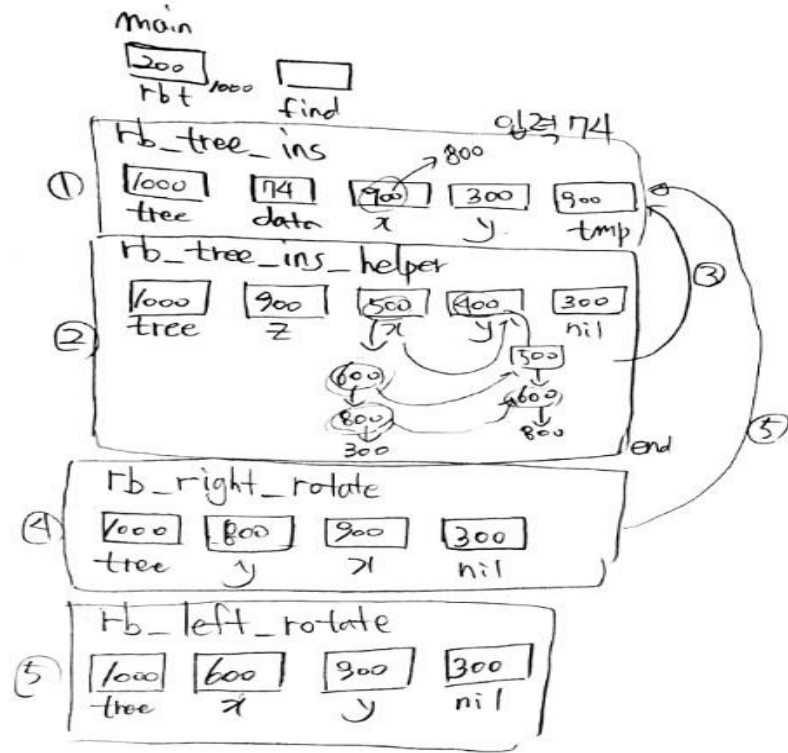 main
200
rbt 1000 find
rb_tree_ins 입력 74
① 1000 74 900 → 800 300 900
tree data x y tmp
rb_tree_ins_helper
② 1000 900 500 400 300
tree z x y nil
③
500
600 600
800 800
300
end
⑤
rb_right_rotate
④ 1000 800 900 300
tree y x nil
rb_left_rotate
⑤ 1000 600 900 300
tree x y nil